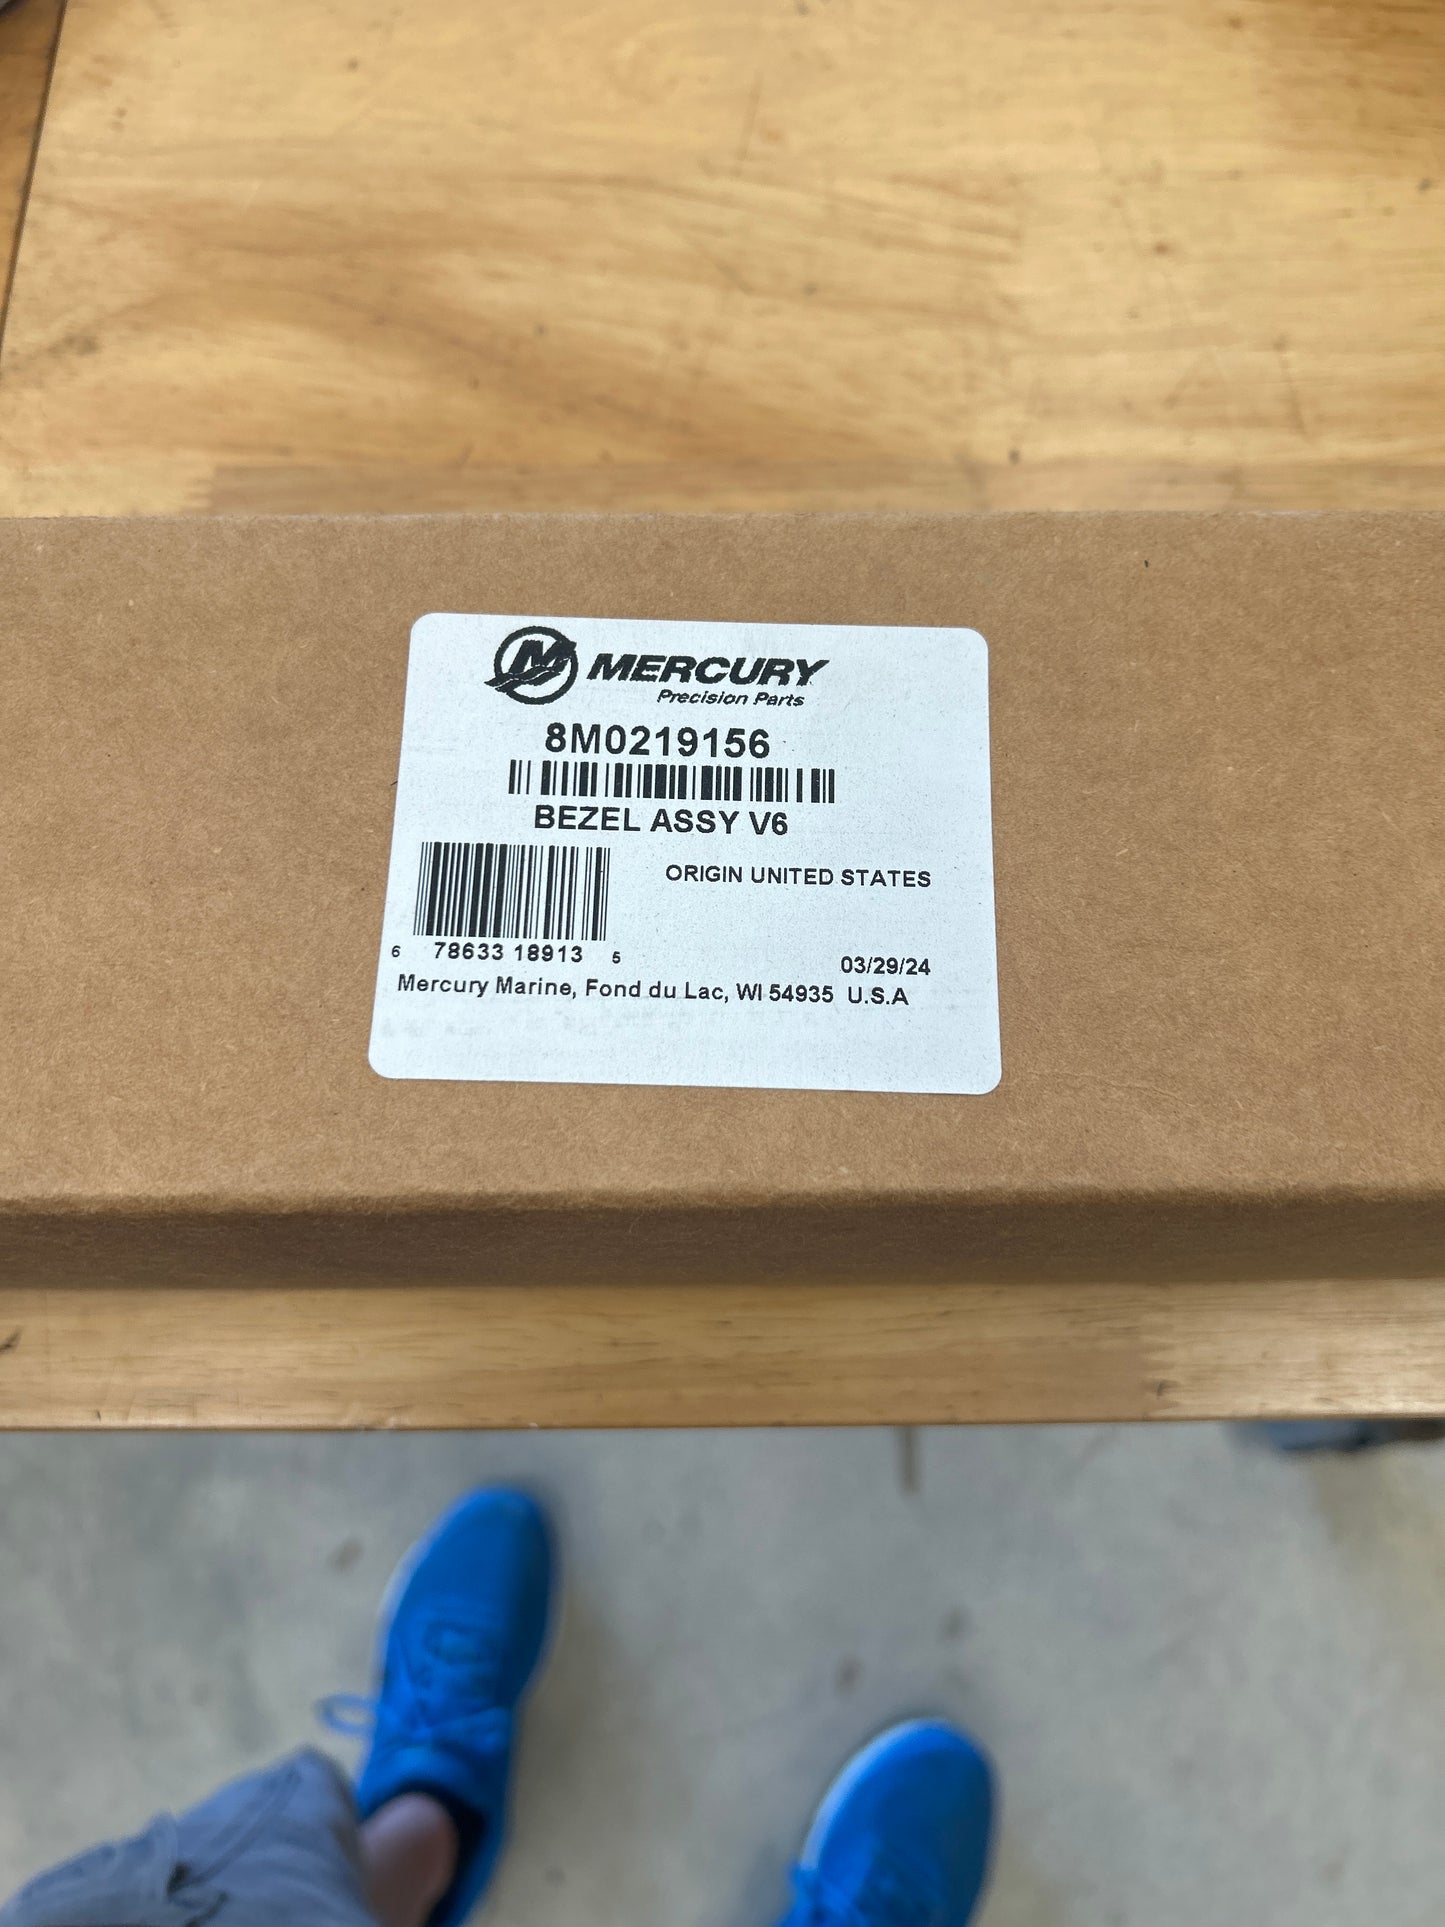 M MERCURY
Precision Parts
8M0219156
BEZEL ASSY V6
ORIGIN UNITED STATES
6 78633 18913 5
03/29/24
Mercury Marine, Fond du Lac, WI 54935 U.S.A